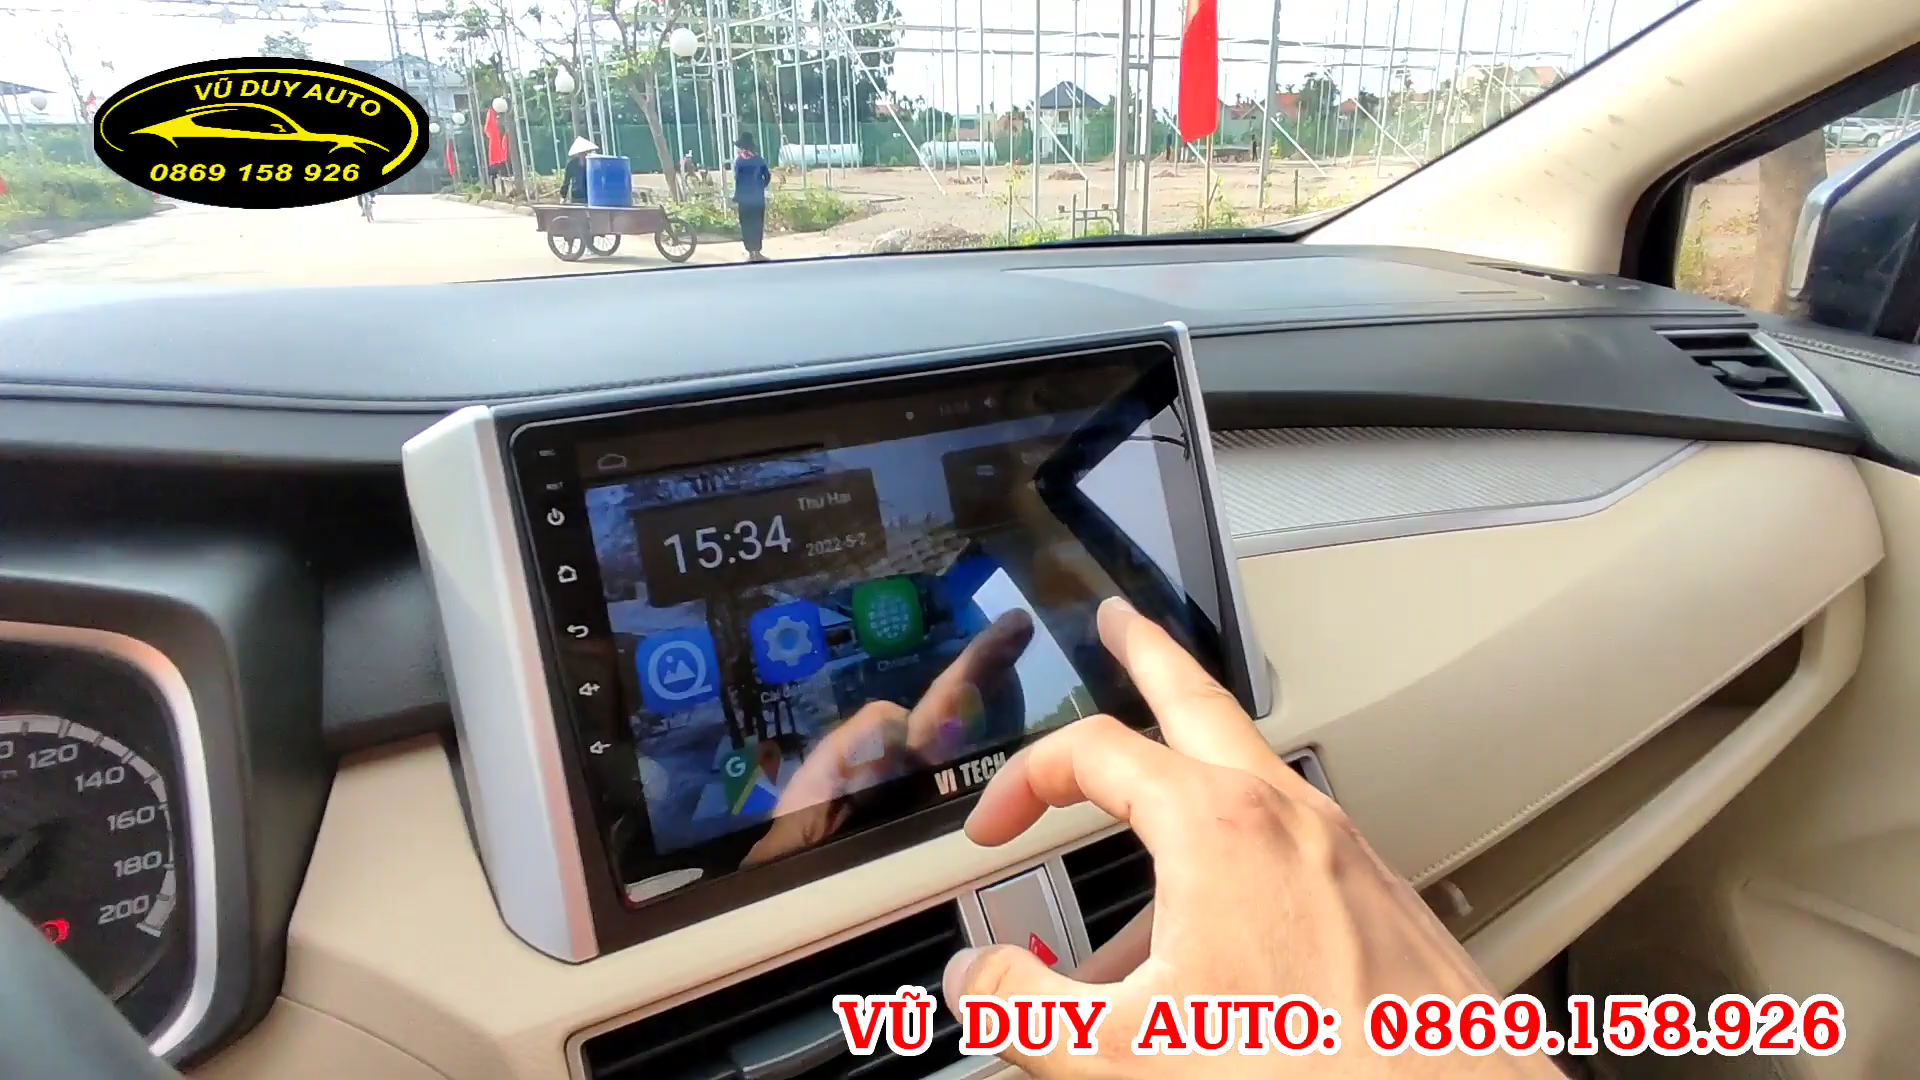 VŨ DUY AUTO
0869 158 926
Thứ Hai
15:34
2022-5-2
Chrome
G
VI TECH
120
140
160
180
200
VŨ DUY AUTO: 0869.158.926